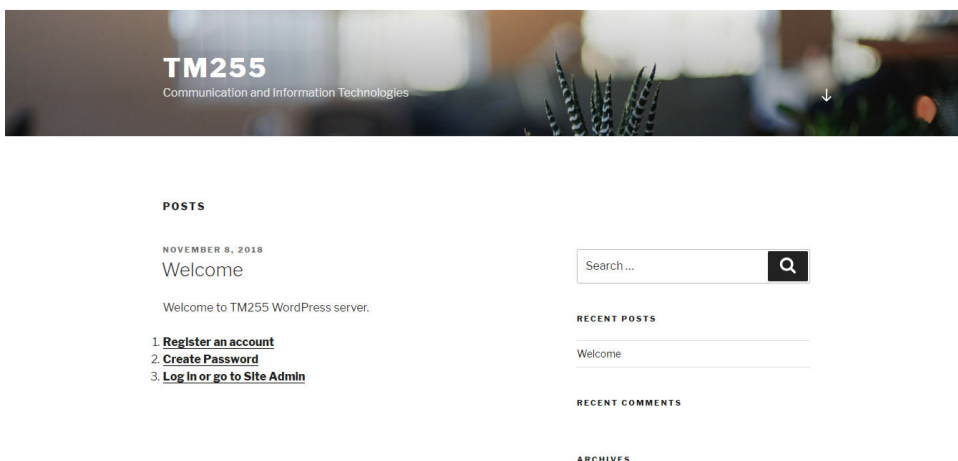 TM255
Communication and Information Technologies
POSTS
NOVEMBER 8, 2018
Welcome
Welcome to TM255 WordPress server.
1. Register an account
2. Create Password
3. Log in or go to Site Admin
Search ...
RECENT POSTS
Welcome
RECENT COMMENTS
ARCHIVES